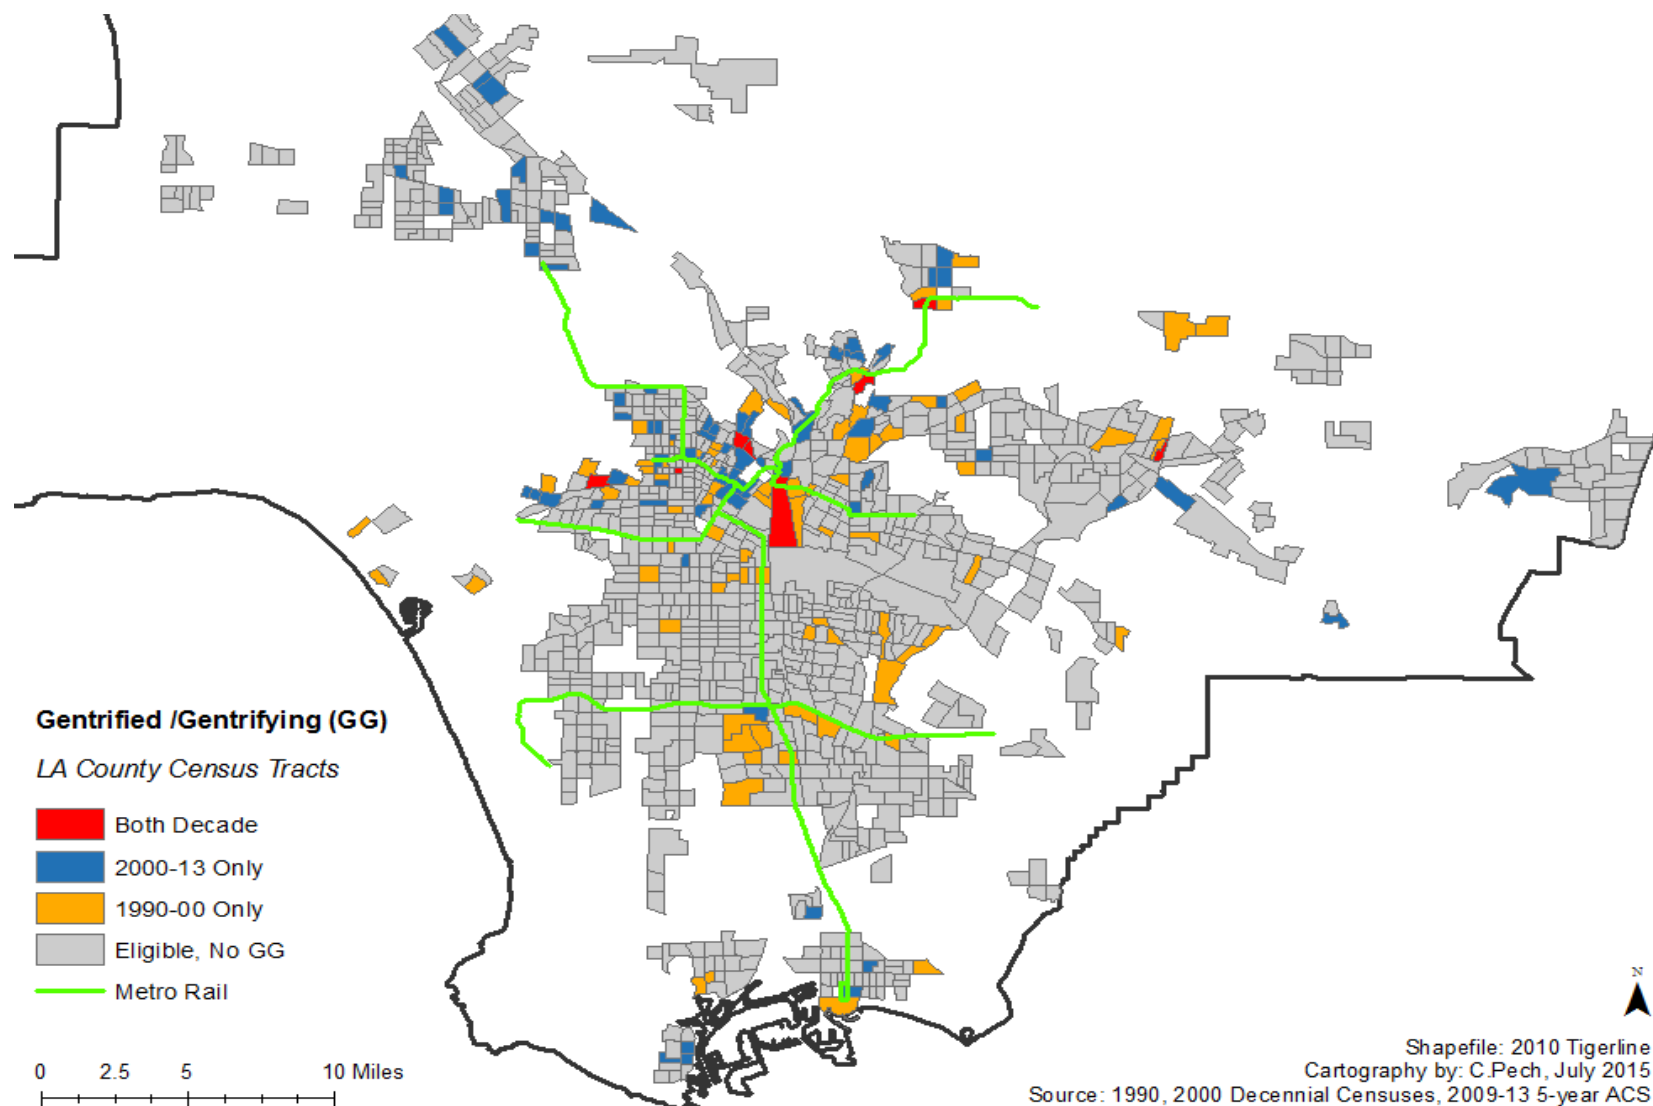 Gentrified /Gentrifying (GG)
LA County Census Tracts
Both Decade
2000-13 Only
1990-00 Only
Eligible, No GG
Metro Rail
0 2.5 5 10 Miles
N
Shapefile: 2010 Tigerline
Cartography by: C.Pech, July 2015
Source: 1990, 2000 Decennial Censuses, 2009-13 5-year ACS